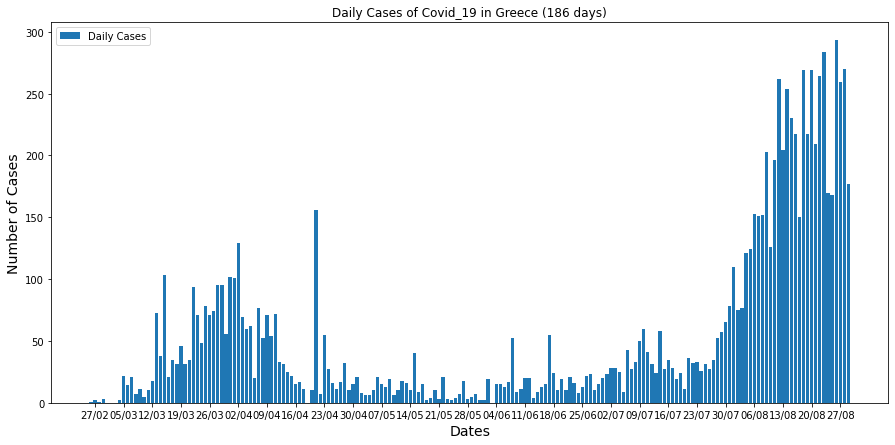 Daily Cases of Covid_19 in Greece (186 days)
Daily Cases
300
250
200
150
100
50
0
Number of Cases
27/02 05/03 12/03 19/03 26/03 02/04 09/04 16/04 23/04 30/04 07/05 14/05 21/05 28/05 04/06 11/06 18/06 25/06 02/07 09/07 16/07 23/07 30/07 06/08 13/08 20/08 27/08
Dates